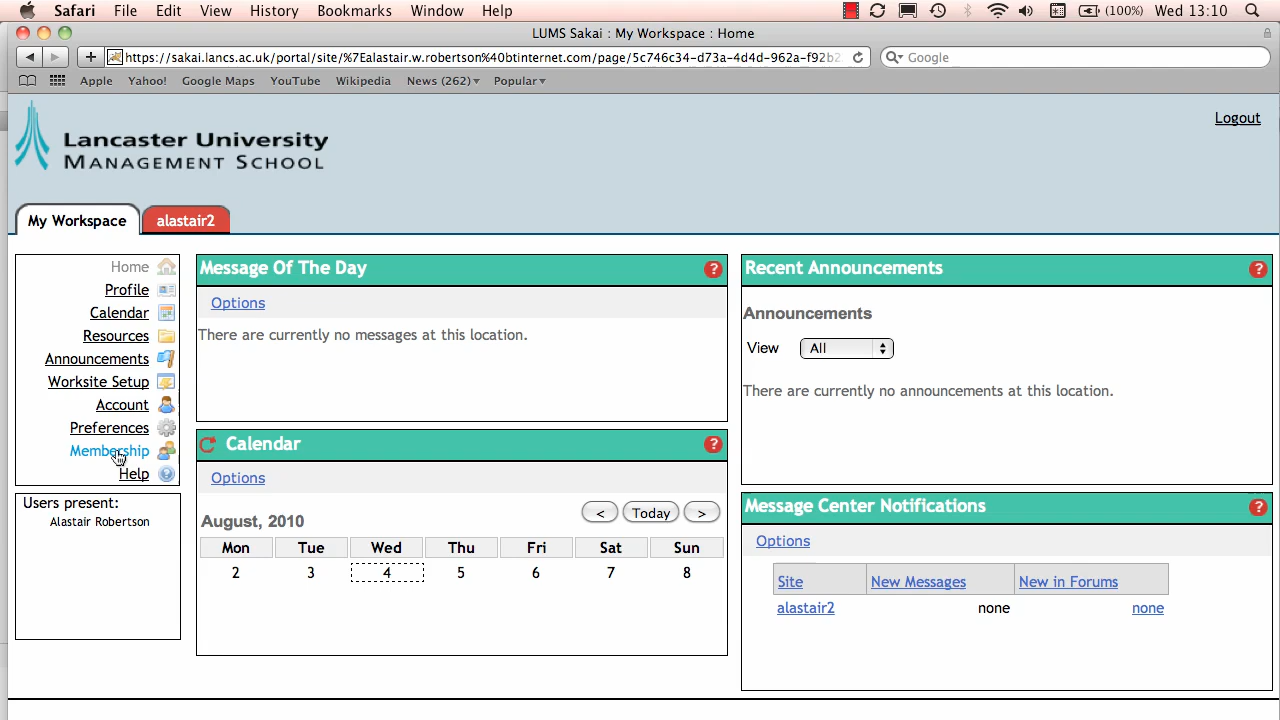 Safari File Edit View History Bookmarks Window Help (100%) Wed 13:10
LUMS Sakai : My Workspace : Home
https://sakai.lancs.ac.uk/portal/site/%7Ealastair.w.robertson%40btinternet.com/page/5c746c34-d73a-4d4d-962a-f92b2 Google
Apple Yahoo! Google Maps YouTube Wikipedia News (262) Popular
Logout
Lancaster University
Management School
My Workspace alastair2
Home
Profile
Calendar
Resources
Announcements
Worksite Setup
Account
Preferences
Membership
Help
Users present:
Alastair Robertson
Message Of The Day ?
Options
There are currently no messages at this location.
Calendar ?
Options
August, 2010 < Today >
Mon Tue Wed Thu Fri Sat Sun
2 3 4 5 6 7 8
Recent Announcements ?
Announcements
View All
There are currently no announcements at this location.
Message Center Notifications ?
Options
Site New Messages New in Forums
alastair2 none none